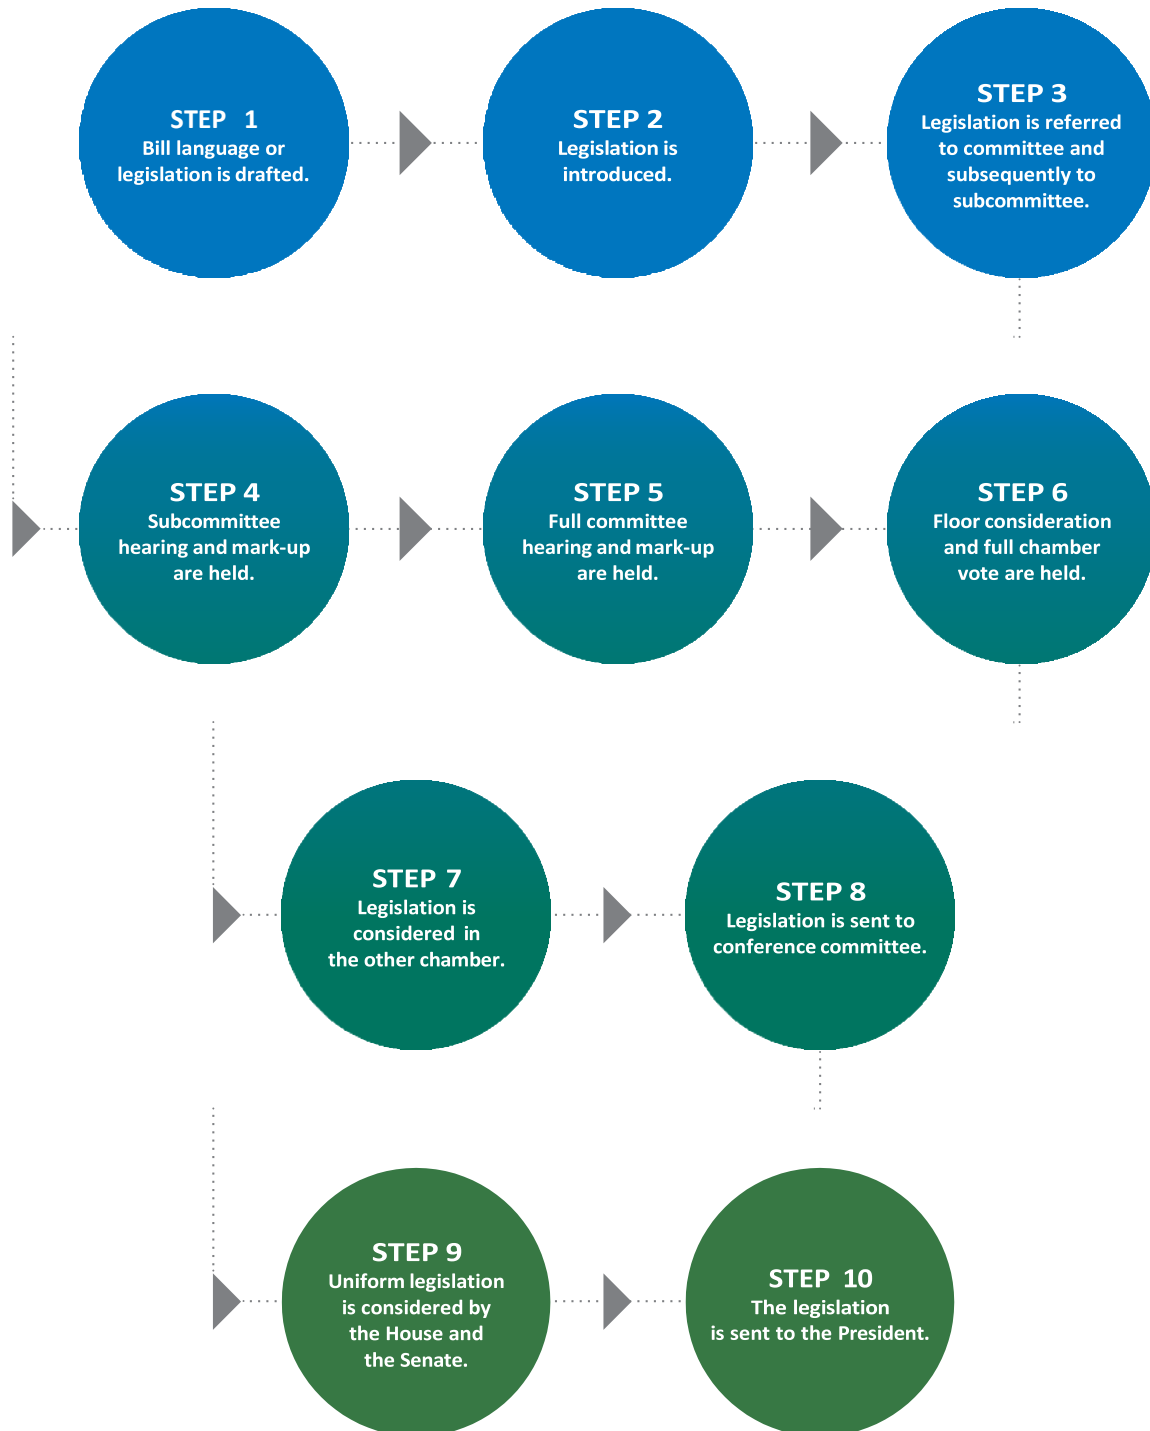 STEP 1
Bill language or
legislation is drafted.
STEP 2
Legislation is
introduced.
STEP 3
Legislation is referred
to committee and
subsequently to
subcommittee.
STEP 4
Subcommittee
hearing and mark-up
are held.
STEP 5
Full committee
hearing and mark-up
are held.
STEP 6
Floor consideration
and full chamber
vote are held.
STEP 7
Legislation is
considered in
the other chamber.
STEP 8
Legislation is sent to
conference committee.
STEP 9
Uniform legislation
is considered by
the House and
the Senate.
STEP 10
The legislation
is sent to the President.